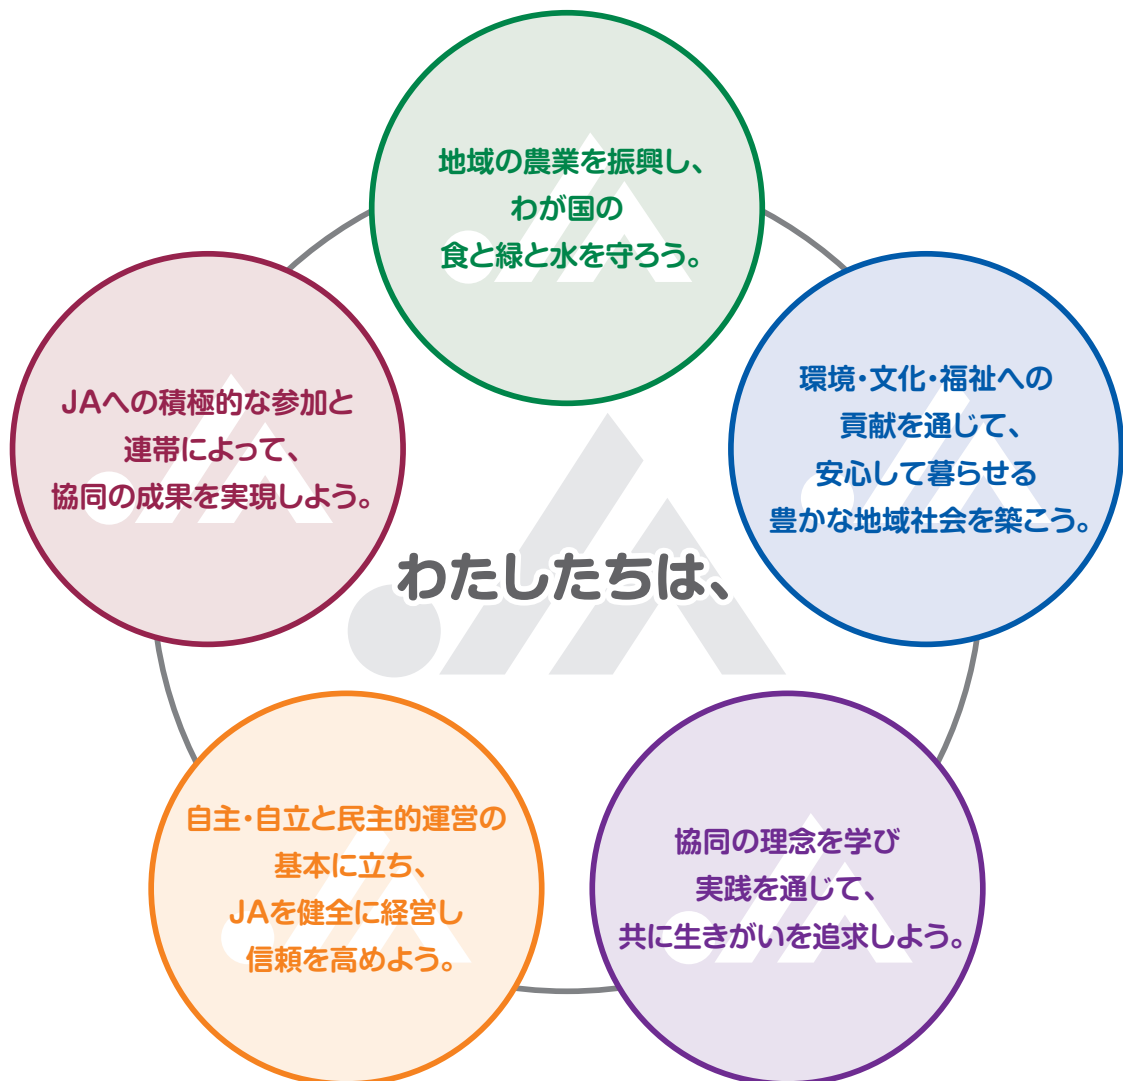 地域の農業を振興し、
わが国の
食と緑と水を守ろう。
環境・文化・福祉への
貢献を通じて、
安心して暮らせる
豊かな地域社会を築こう。
JAへの積極的な参加と
連帯によって、
協同の成果を実現しよう。
わたしたちは、
自主・自立と民主的運営の
基本に立ち、
JAを健全に経営し
信頼を高めよう。
協同の理念を学び
実践を通じて、
共に生きがいを追求しよう。